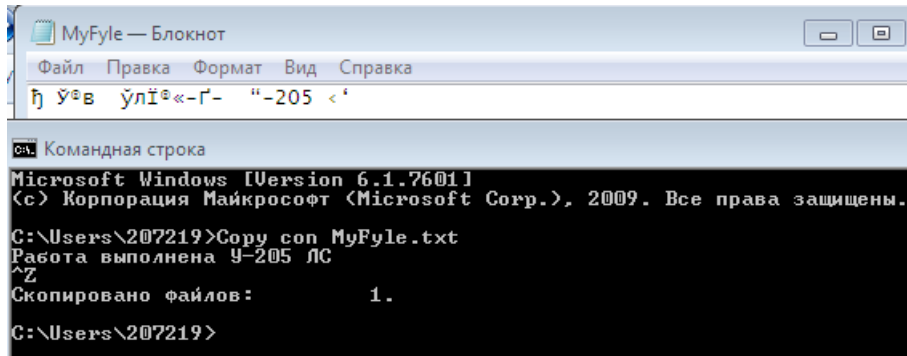 MyFyle — Блокнот
Файл Правка Формат Вид Справка
ђ Ў®в  ўлЇ®«-Ґ-  “-205 ‹‘
Командная строка
Microsoft Windows [Version 6.1.7601]
(c) Корпорация Майкрософт (Microsoft Corp.), 2009. Все права защищены.
C:\Users\207219>Copy con MyFyle.txt
Работа выполнена У-205 ЛС
^Z
Скопировано файлов: 1.
C:\Users\207219>